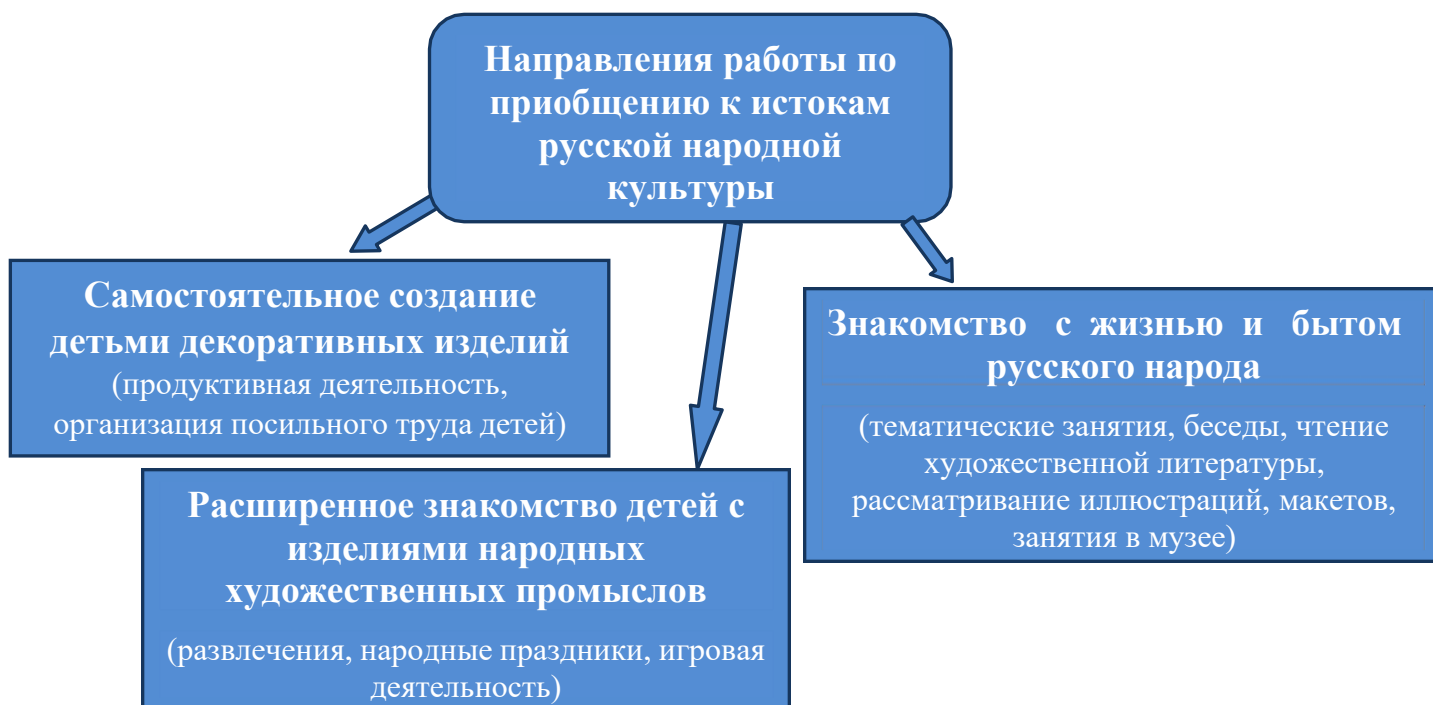 Направления работы по
приобщению к истокам
русской народной
культуры
Самостоятельное создание
детьми декоративных изделий
(продуктивная деятельность,
организация посильного труда детей)
Знакомство с жизнью и бытом
русского народа
(тематические занятия, беседы, чтение
художественной литературы,
рассматривание иллюстраций, макетов,
занятия в музее)
Расширенное знакомство детей с
изделиями народных
художественных промыслов
(развлечения, народные праздники, игровая
деятельность)